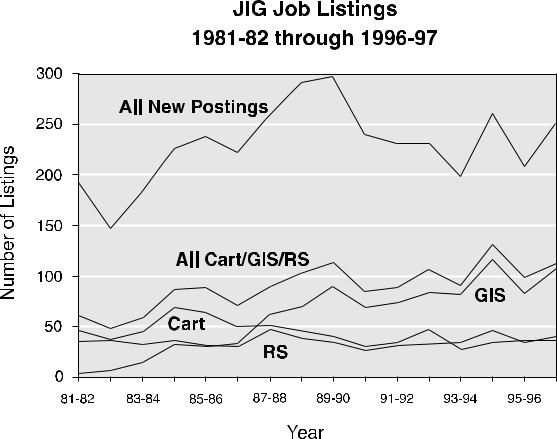 JIG Job Listings
1981-82 through 1996-97
300
250
200
150
100
50
0
Number of Listings
All New Postings
All Cart/GIS/RS
GIS
Cart
RS
81-82 83-84 85-86 87-88 89-90 91-92 93-94 95-96
Year